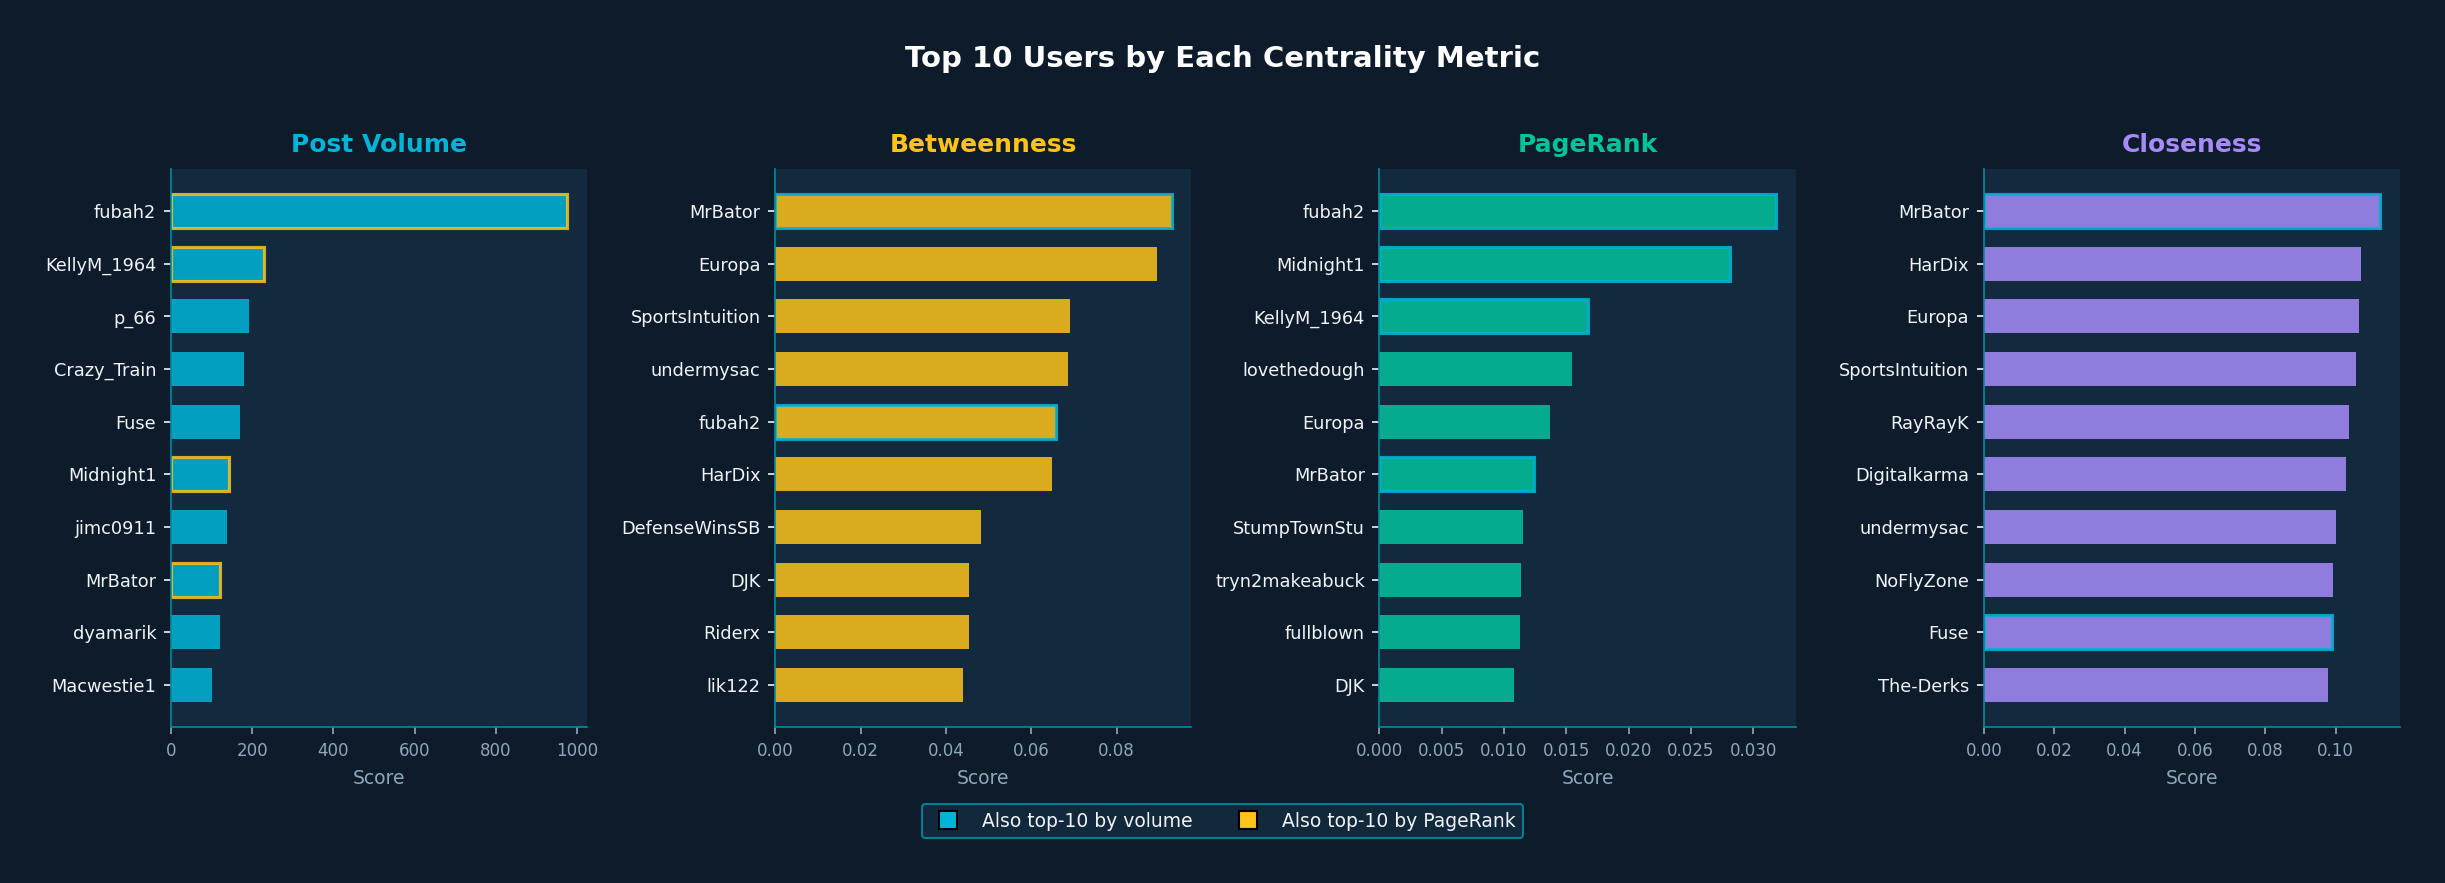 Top 10 Users by Each Centrality Metric
Post Volume
fubah2
KellyM_1964
p_66
Crazy_Train
Fuse
Midnight1
jimc0911
MrBator
dyamarik
Macwestie1
0 200 400 600 800 1000
Score
Betweenness
MrBator
Europa
SportsIntuition
undermysac
fubah2
HarDix
DefenseWinsSB
DJK
Riderx
lik122
0.00 0.02 0.04 0.06 0.08
Score
PageRank
fubah2
Midnight1
KellyM_1964
lovethedough
Europa
MrBator
StumpTownStu
tryn2makeabuck
fullblown
DJK
0.000 0.005 0.010 0.015 0.020 0.025 0.030
Score
Closeness
MrBator
HarDix
Europa
SportsIntuition
RayRayK
Digitalkarma
undermysac
NoFlyZone
Fuse
The-Derks
0.00 0.02 0.04 0.06 0.08 0.10
Score
Also top-10 by volume
Also top-10 by PageRank